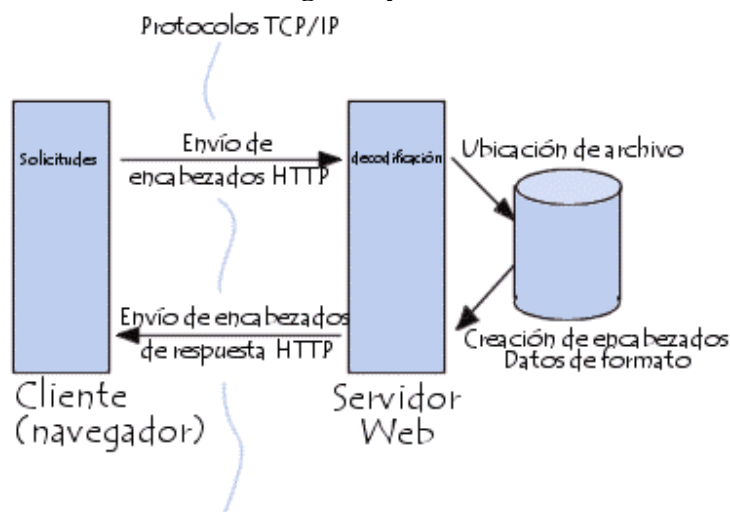 Protocolos TCP/IP
Solicitudes
Envío de
encabezados HTTP
decodificación
Ubicación de archivo
Envío de encabezados
de respuesta HTTP
Creación de encabezados
Datos de formato
Cliente
(navegador)
Servidor
Web